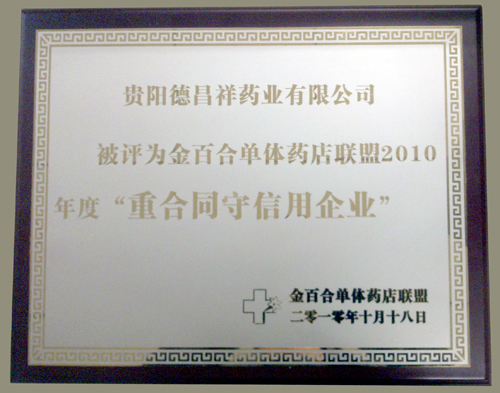 贵阳德昌祥药业有限公司
被评为金百合单体药店联盟2010
年度“重合同守信用企业”
金百合单体药店联盟
二零一零年十月十八日